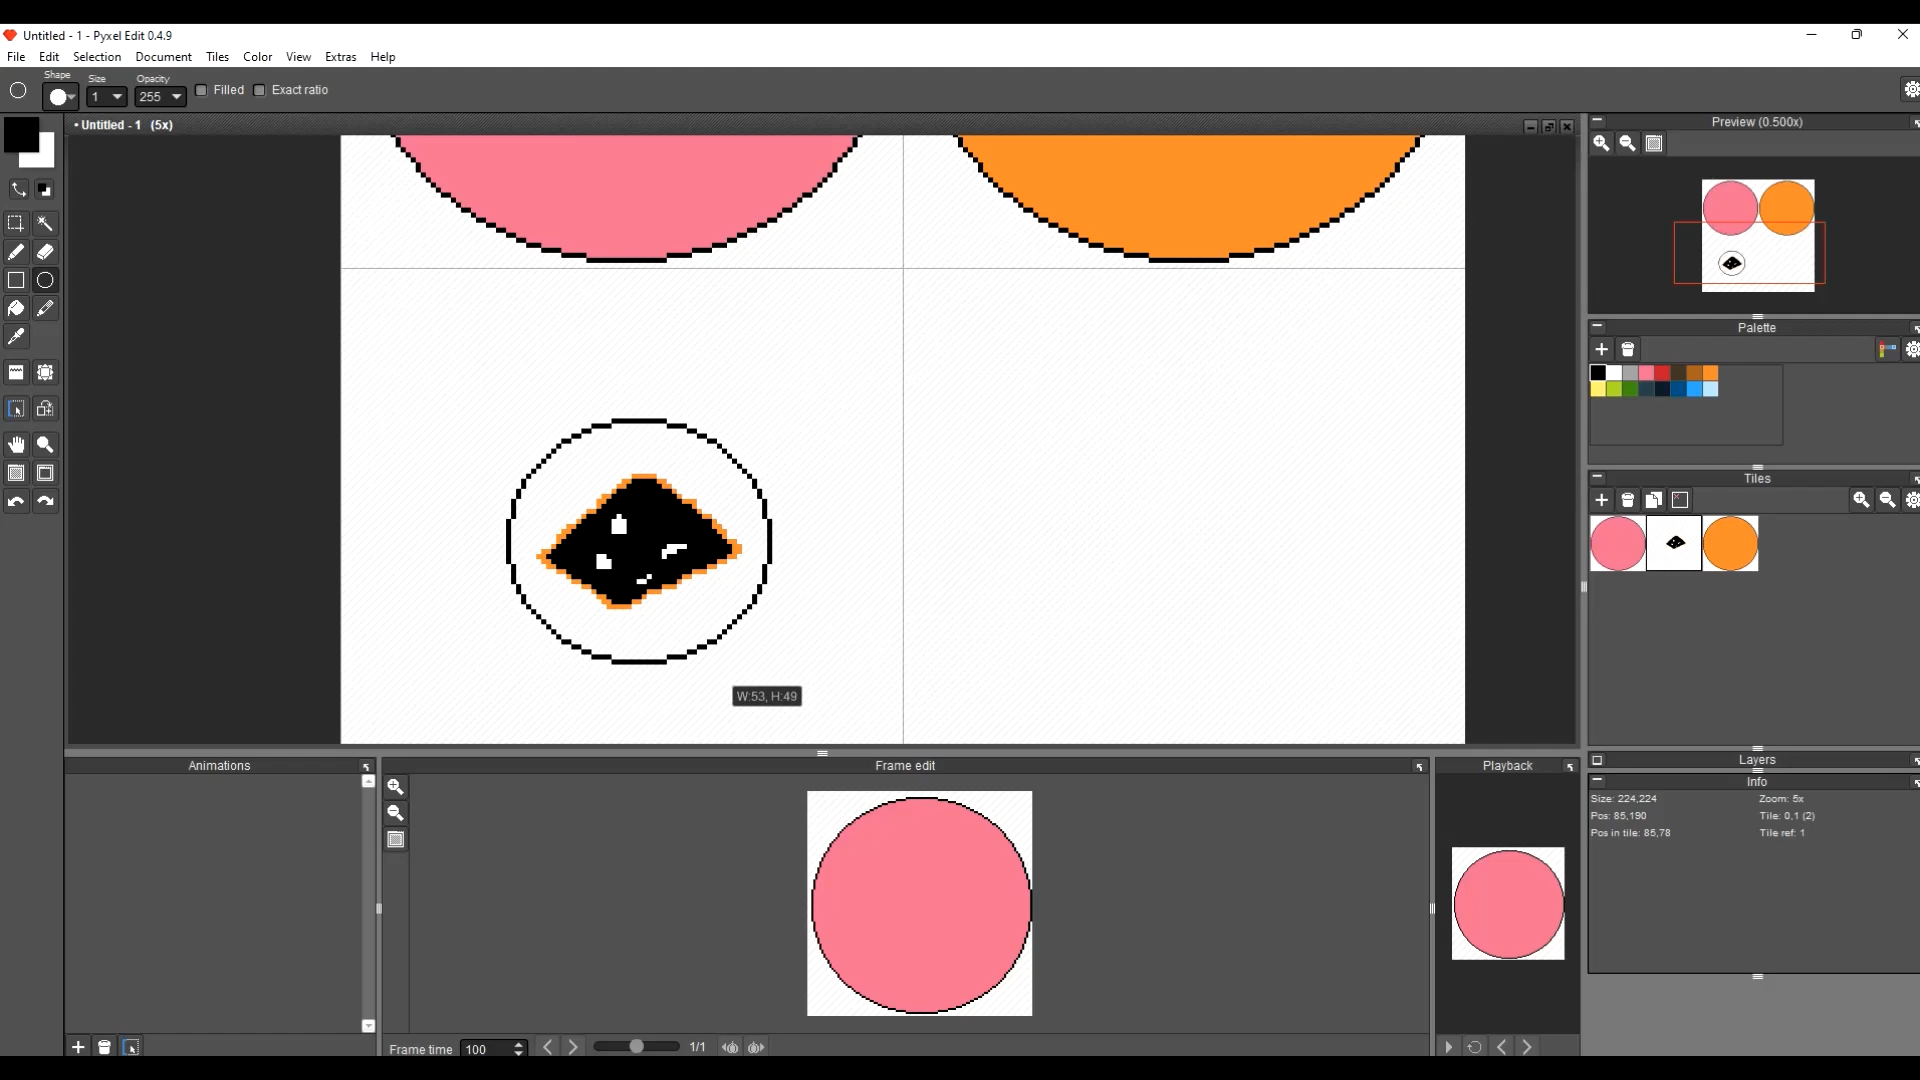 Untitled - 1 - Pyxel Edit 0.4.9
File Edit Selection Document Tiles Color View Extras Help
Shape Size Opacity
1 255 Filled Exact ratio
• Untitled - 1 (5x)
Preview (0.500x)
Palette
Tiles
W:53, H:49
Animations Frame edit Playback
Layers
Info
Size: 224,224 Zoom: 5x
Pos: 85,190 Tile: 0,1 (2)
Pos in tile: 85,78 Tile ref: 1
Frame time 100 1/1